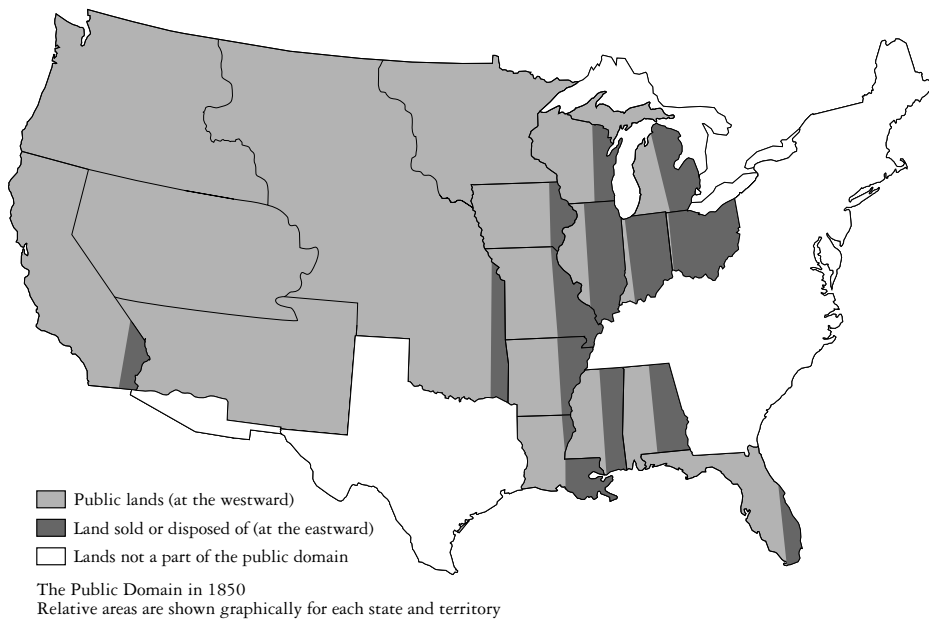 Public lands (at the westward)
Land sold or disposed of (at the eastward)
Lands not a part of the public domain
The Public Domain in 1850
Relative areas are shown graphically for each state and territory